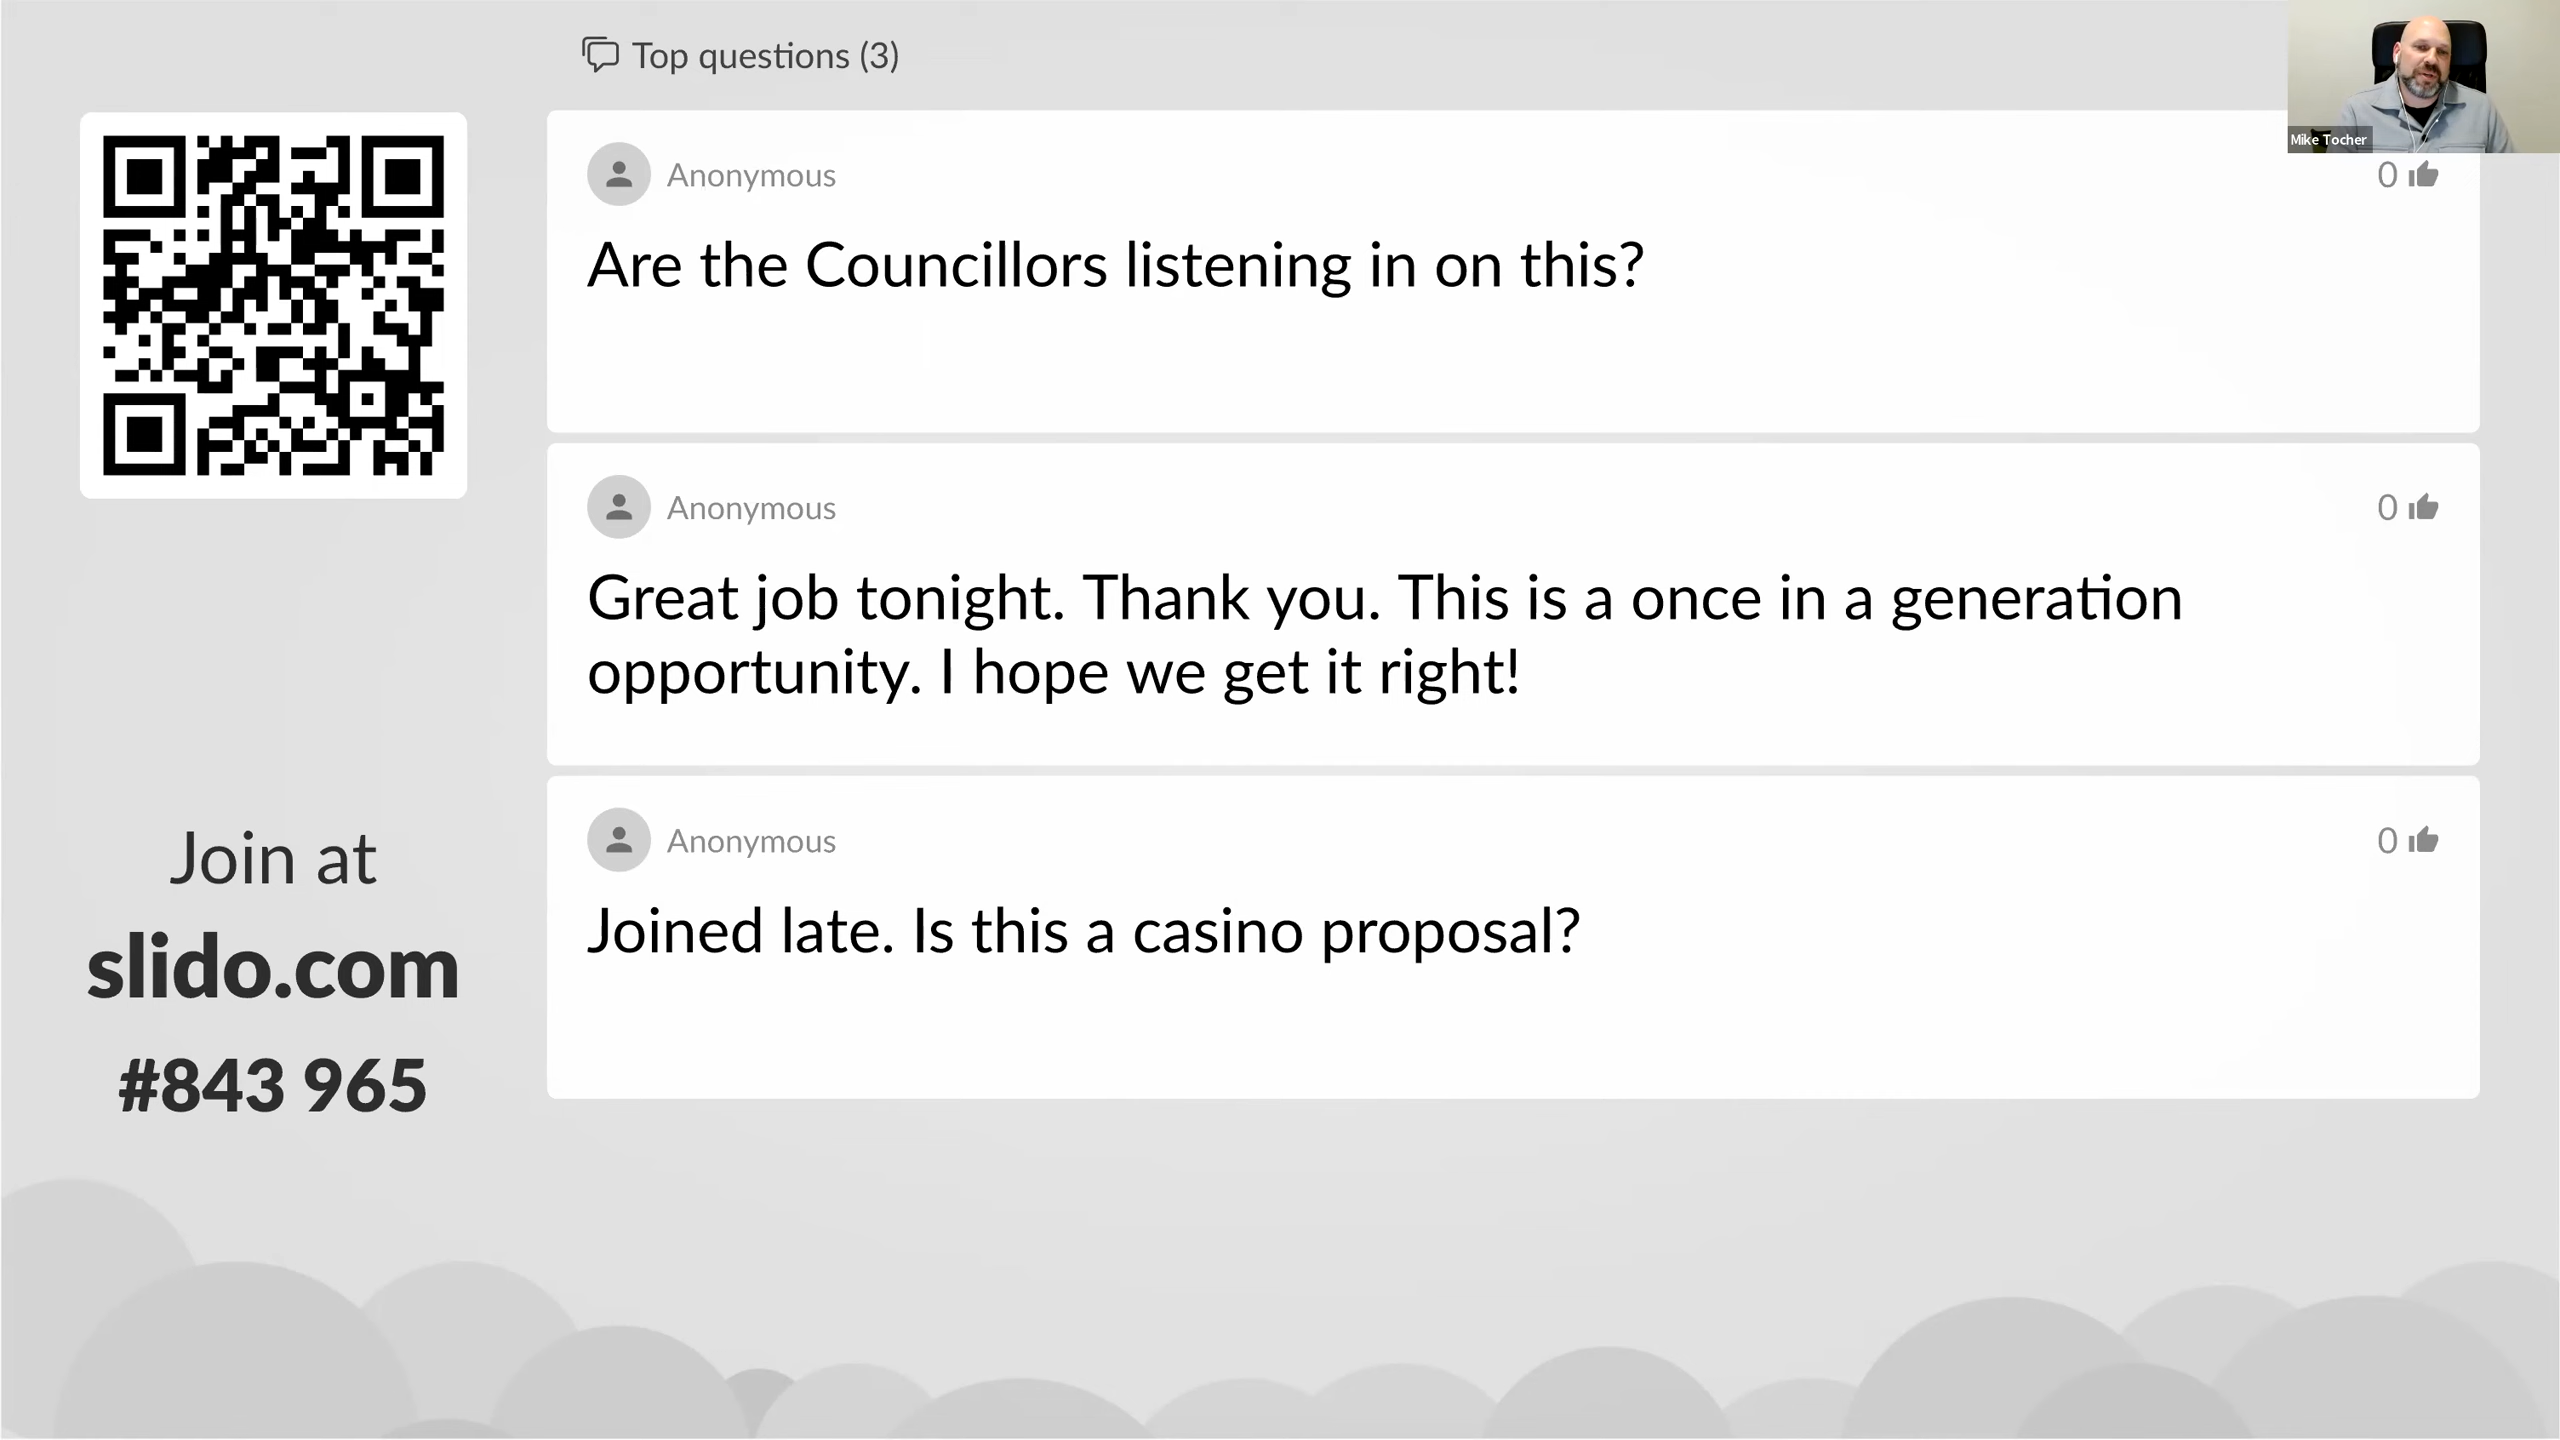 Top questions (3)
Mike Tocher
Anonymous
0
Are the Councillors listening in on this?
Anonymous
0
Great job tonight. Thank you. This is a once in a generation
opportunity. I hope we get it right!
Anonymous
0
Joined late. Is this a casino proposal?
Join at
slido.com
#843 965